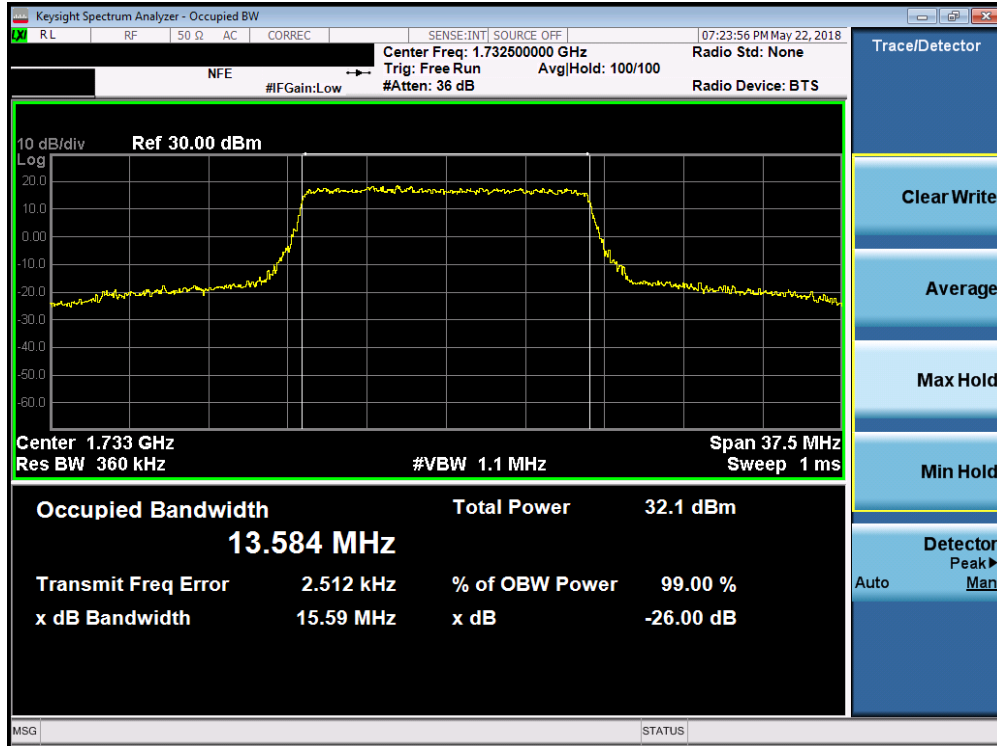 Keysight Spectrum Analyzer - Occupied BW
LXI RL RF 50 Ω AC CORREC SENSE:INT SOURCE OFF 07:23:56 PM May 22, 2018
Center Freq: 1.732500000 GHz Radio Std: None
NFE Trig: Free Run Avg|Hold: 100/100
#IFGain:Low #Atten: 36 dB Radio Device: BTS
Trace/Detector
10 dB/div Ref 30.00 dBm
Log
20.0
10.0
0.00
-10.0
-20.0
-30.0
-40.0
-50.0
-60.0
Center 1.733 GHz Span 37.5 MHz
Res BW 360 kHz #VBW 1.1 MHz Sweep 1 ms
Occupied Bandwidth Total Power 32.1 dBm
13.584 MHz
Transmit Freq Error 2.512 kHz % of OBW Power 99.00 %
x dB Bandwidth 15.59 MHz x dB -26.00 dB
Clear Write
Average
Max Hold
Min Hold
Detector
Peak▶
Auto Man
MSG STATUS